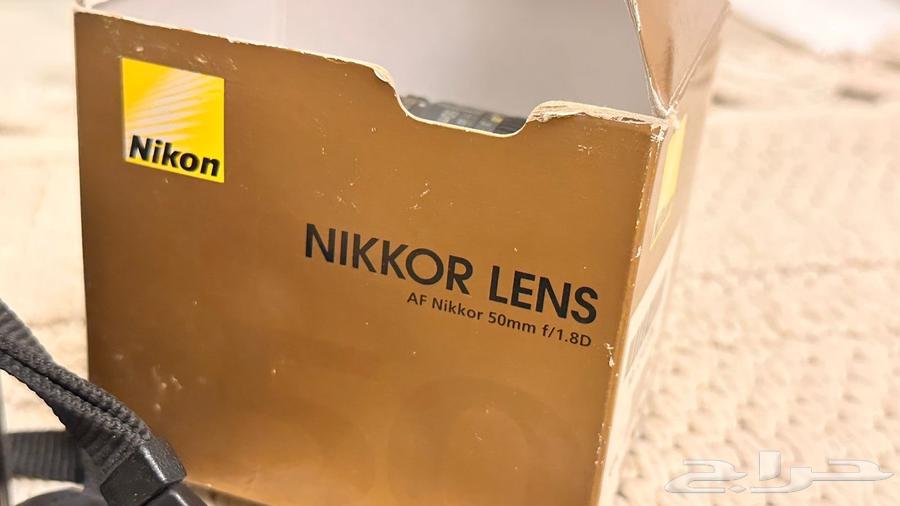 Nikon
NIKKOR LENS
AF Nikkor 50mm f/1.8D
حراج